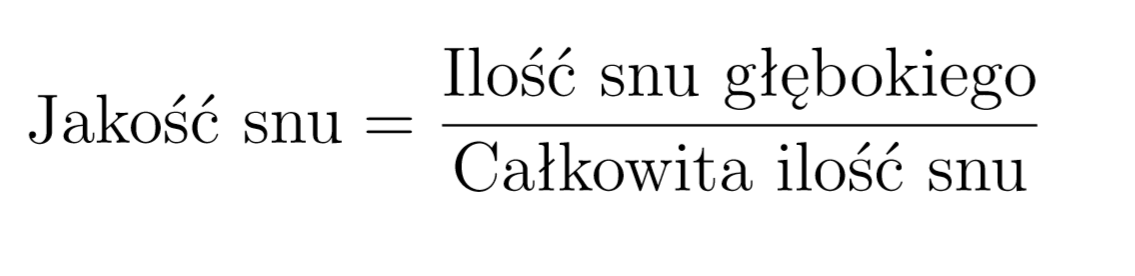 Jakość snu = Ilość snu głębokiego
Całkowita ilość snu